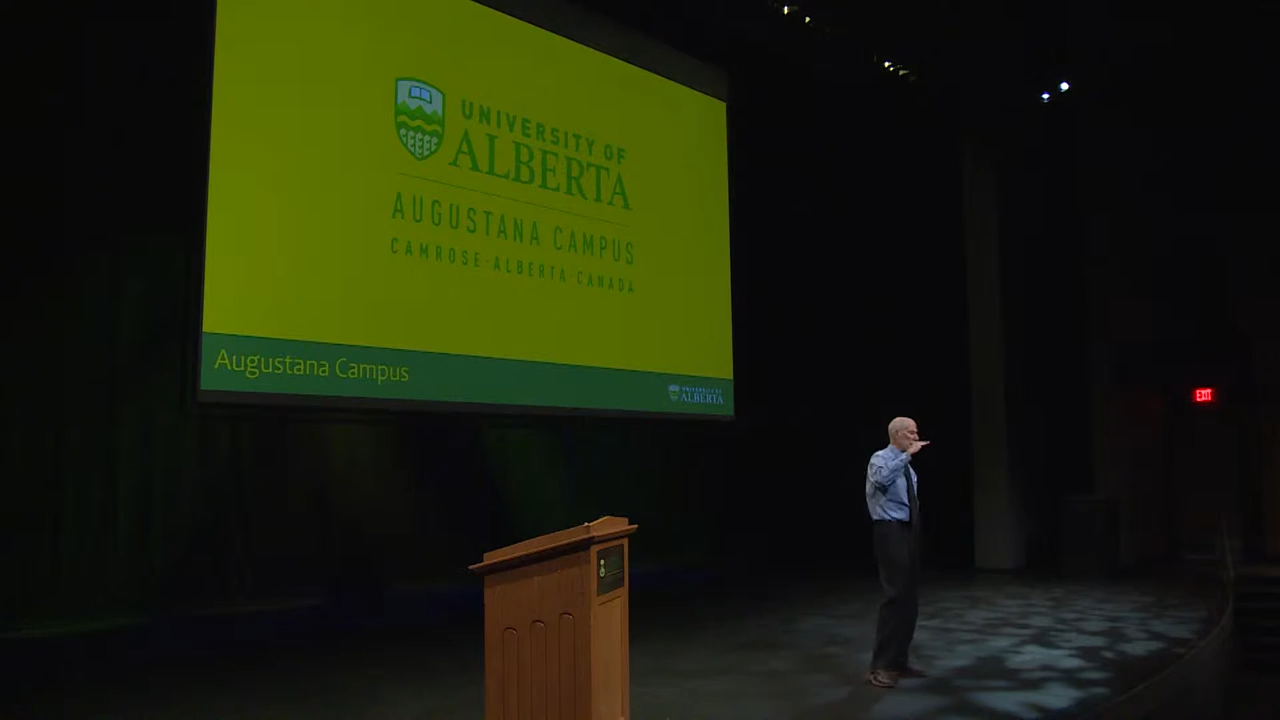 UNIVERSITY OF
ALBERTA
AUGUSTANA CAMPUS
CAMROSE·ALBERTA CANADA
Augustana Campus
UNIVERSITY OF
ALBERTA
EXIT